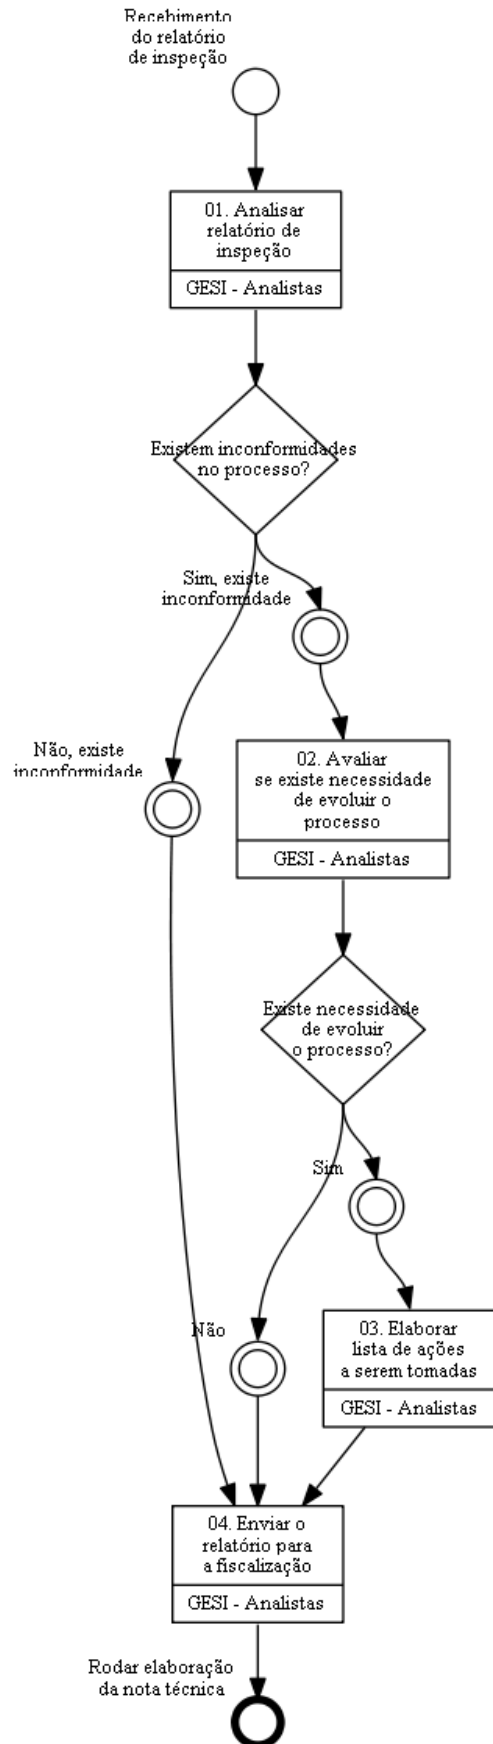 Recebimento
do relatório
de inspeção
01. Analisar
relatório de
inspeção
GESI - Analistas
Existem inconformidades
no processo?
Sim, existe
inconformidade
Não, existe
inconformidade
02. Avaliar
se existe necessidade
de evoluir o
processo
GESI - Analistas
Existe necessidade
de evoluir
o processo?
Sim
Não
03. Elaborar
lista de ações
a serem tomadas
GESI - Analistas
04. Enviar o
relatório para
a fiscalização
GESI - Analistas
Rodar elaboração
da nota técnica